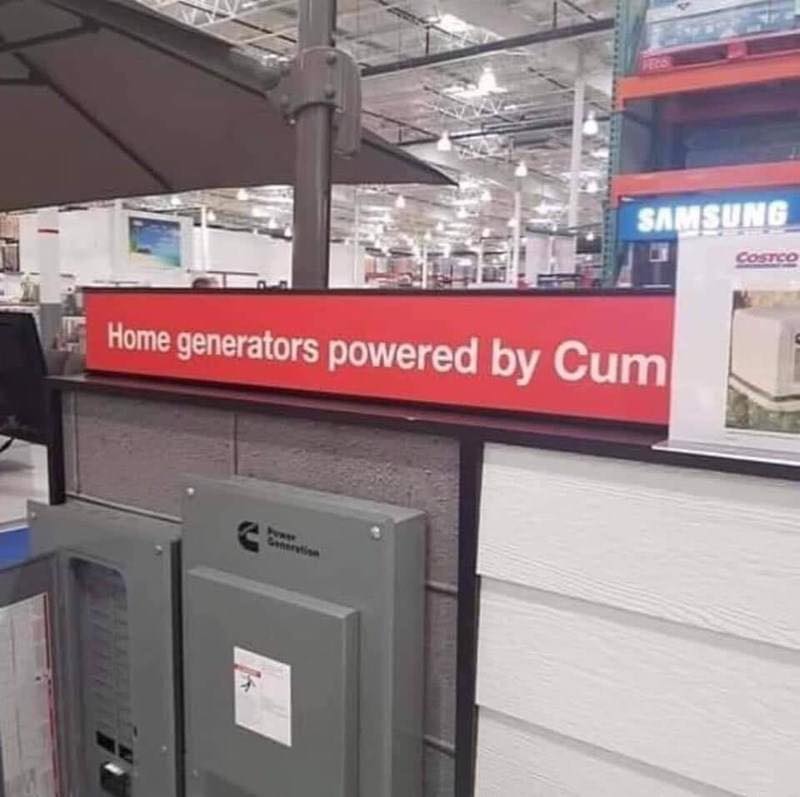 SAMSUNG
COSTCO
Home generators powered by Cum
Power
Generation